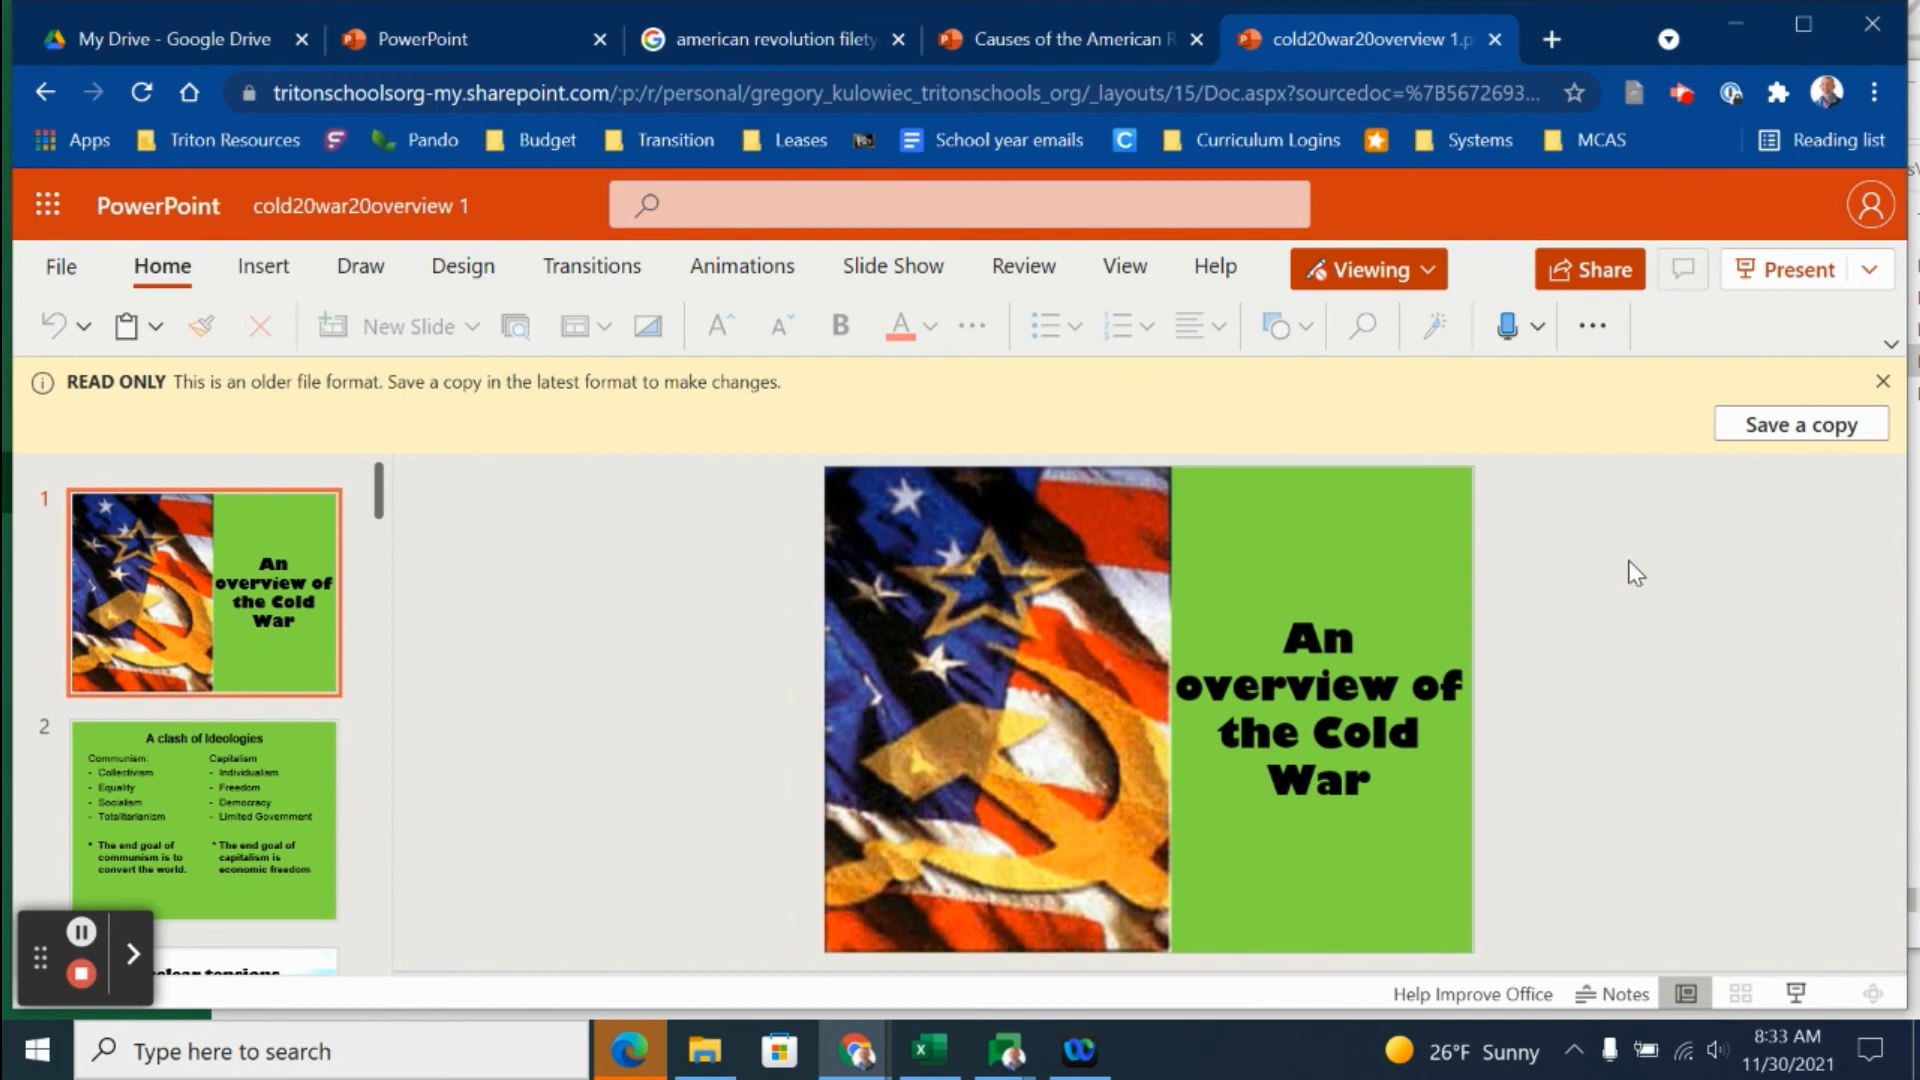 My Drive - Google Drive
PowerPoint
american revolution filety
Causes of the American R
cold20war20overview 1.p
tritonschoolsorg-my.sharepoint.com/:p:/r/personal/gregory_kulowiec_tritonschools_org/_layouts/15/Doc.aspx?sourcedoc=%7B5672693...
Apps
Triton Resources
Pando
Budget
Transition
Leases
School year emails
Curriculum Logins
Systems
MCAS
Reading list
PowerPoint
cold20war20overview 1
File
Home
Insert
Draw
Design
Transitions
Animations
Slide Show
Review
View
Help
Viewing
Share
Present
New Slide
READ ONLY This is an older file format. Save a copy in the latest format to make changes.
Save a copy
1
An
overview of
the Cold
War
2
A clash of Ideologies
Communism:
- Collectivism
- Equality
- Socialism
- Totalitarianism
* The end goal of
communism is to
convert the world.
Capitalism
- Individualism
- Freedom
- Democracy
- Limited Government
* The end goal of
capitalism is
economic freedom
tensions
An
overview of
the Cold
War
Help Improve Office
Notes
Type here to search
26°F Sunny
8:33 AM
11/30/2021